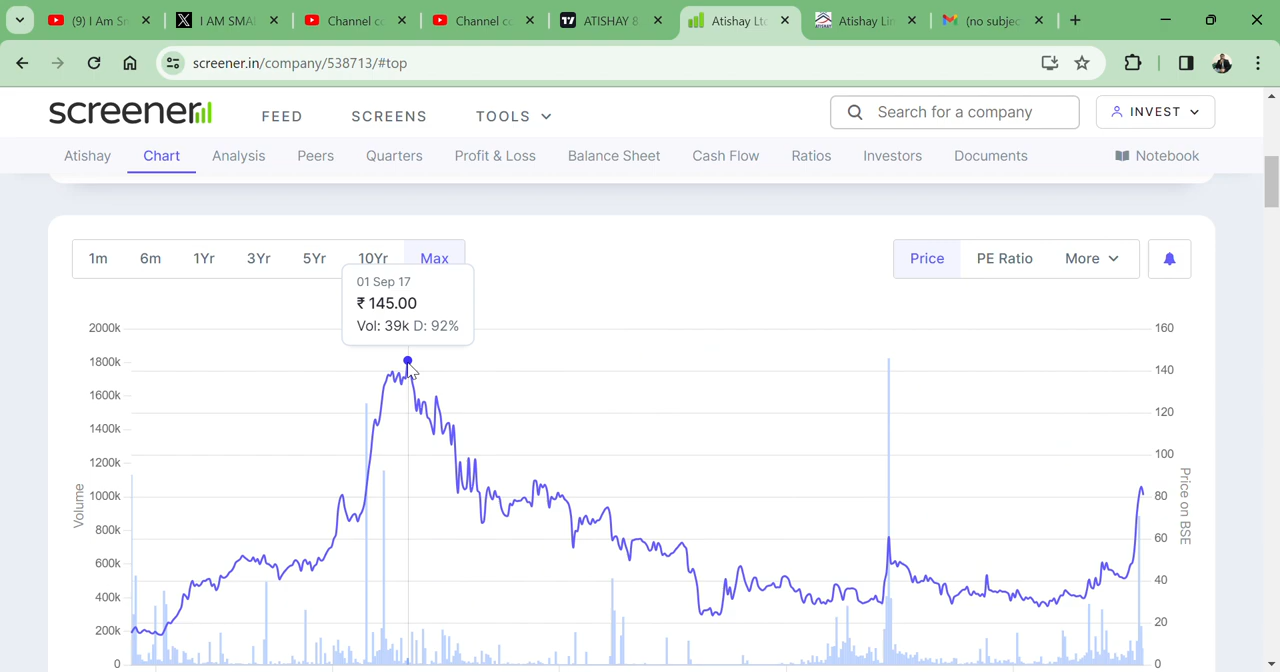 (9) I Am Sm
I AM SMA
Channel co
Channel co
ATISHAY 8
Atishay Ltd
Atishay Lim
(no subjec
screener.in/company/538713/#top
screener
FEED
SCREENS
TOOLS
Search for a company
INVEST
Atishay
Chart
Analysis
Peers
Quarters
Profit & Loss
Balance Sheet
Cash Flow
Ratios
Investors
Documents
Notebook
1m
6m
1Yr
3Yr
5Yr
10Yr
Max
Price
PE Ratio
More
01 Sep 17
₹ 145.00
Vol: 39k D: 92%
2000k
1800k
1600k
1400k
1200k
1000k
800k
600k
400k
200k
0
Volume
160
140
120
100
80
60
40
20
0
Price on BSE